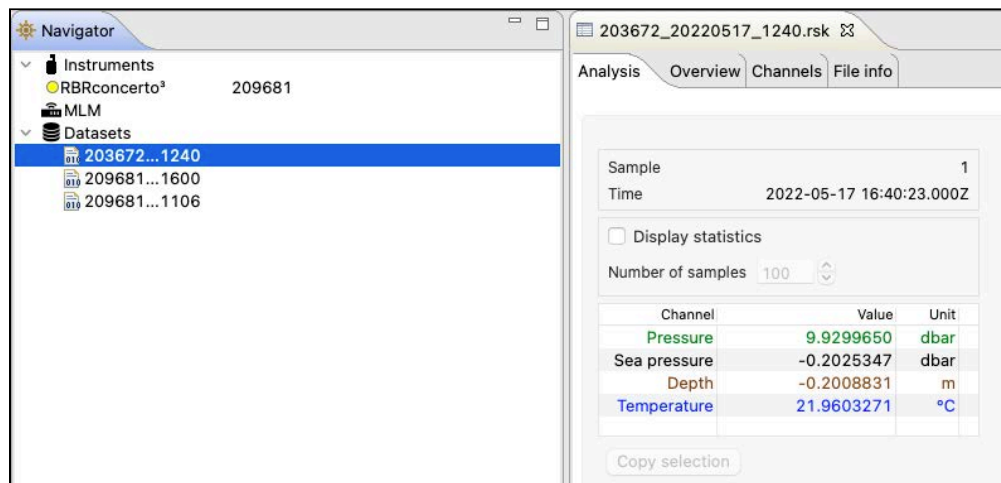 Navigator
Instruments
RBRconcerto³ 209681
MLM
Datasets
203672...1240
209681...1600
209681...1106
203672_20220517_1240.rsk
Analysis Overview Channels File info
Sample 1
Time 2022-05-17 16:40:23.000Z
Display statistics
Number of samples 100
Channel Value Unit
Pressure 9.9299650 dbar
Sea pressure -0.2025347 dbar
Depth -0.2008831 m
Temperature 21.9603271 °C
Copy selection